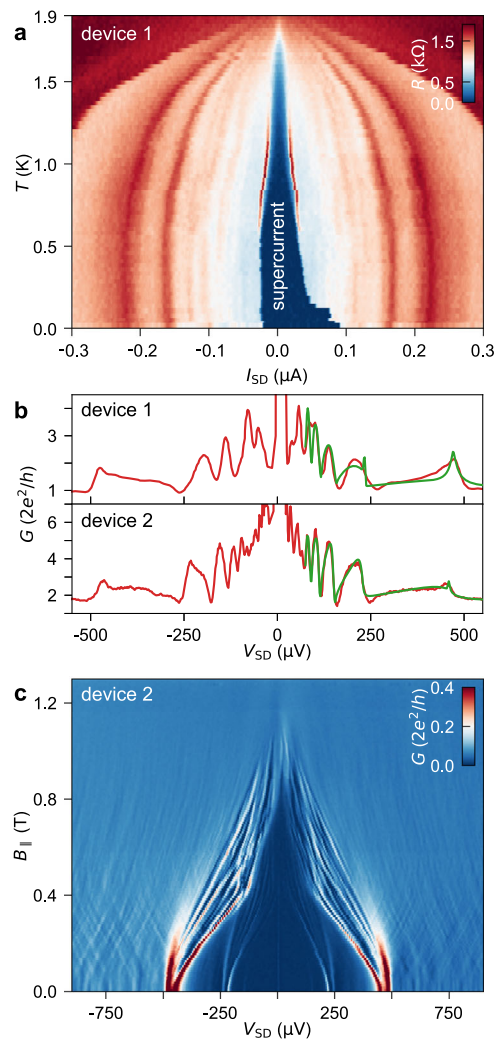 a
device 1
R (kΩ)
1.5
0.5
0.0
T (K)
1.9
1.5
1.0
0.5
0.0
supercurrent
-0.3 -0.2 -0.1 0.0 0.1 0.2 0.3
I_SD (μA)
b
device 1
3
1
G (2e²/h)
device 2
6
4
2
-500 -250 0 250 500
V_SD (μV)
c
device 2
G (2e²/h)
0.4
0.2
0.0
B_∥ (T)
1.2
0.8
0.4
0.0
-750 -250 250 750
V_SD (μV)